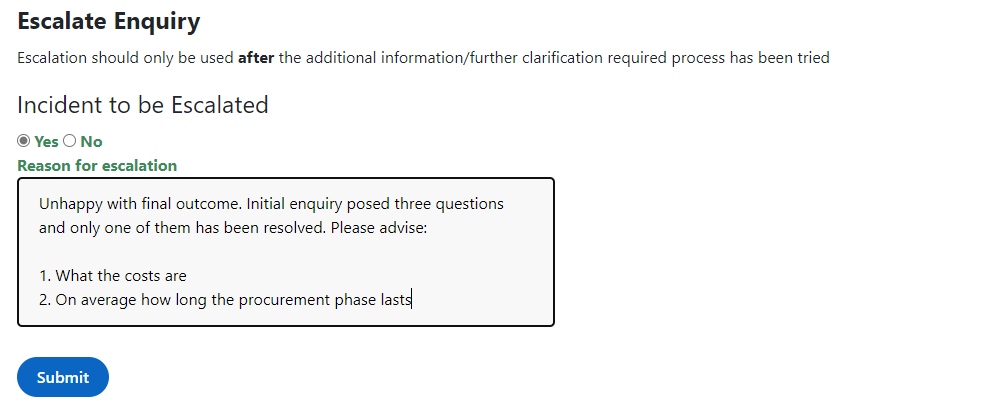 Escalate Enquiry
Escalation should only be used after the additional information/further clarification required process has been tried
Incident to be Escalated
Yes No
Reason for escalation
Unhappy with final outcome. Initial enquiry posed three questions
and only one of them has been resolved. Please advise:
1. What the costs are
2. On average how long the procurement phase lasts
Submit